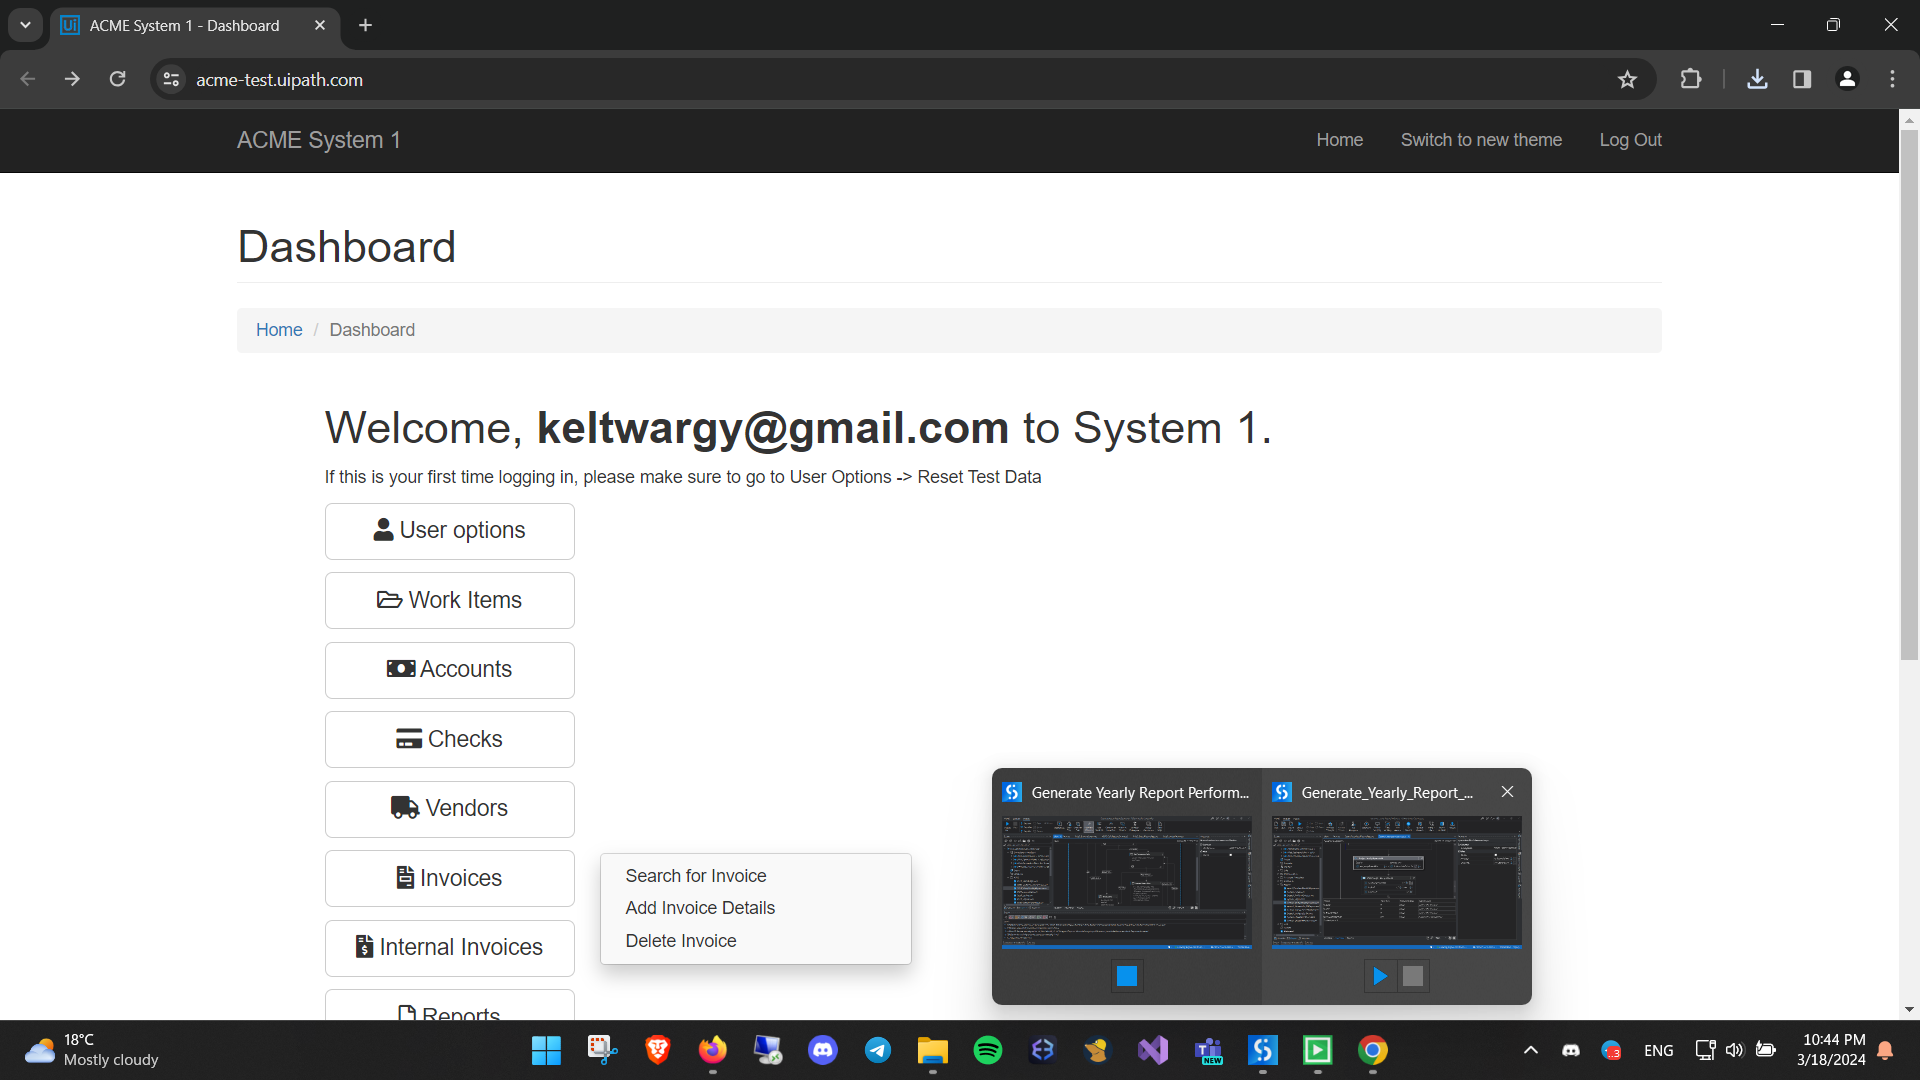 ACME System 1 - Dashboard
acme-test.uipath.com
ACME System 1
Home
Switch to new theme
Log Out
Dashboard
Home / Dashboard
Welcome, keltwargy@gmail.com to System 1.
If this is your first time logging in, please make sure to go to User Options -> Reset Test Data
User options
Work Items
Accounts
Checks
Vendors
Invoices
Search for Invoice
Add Invoice Details
Delete Invoice
Internal Invoices
Reports
Generate Yearly Report Perform...
Generate_Yearly_Report_...
18°C
Mostly cloudy
NEW
ENG
10:44 PM
3/18/2024